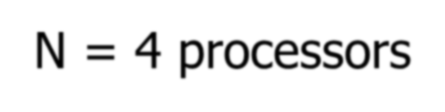 N = 4 processors